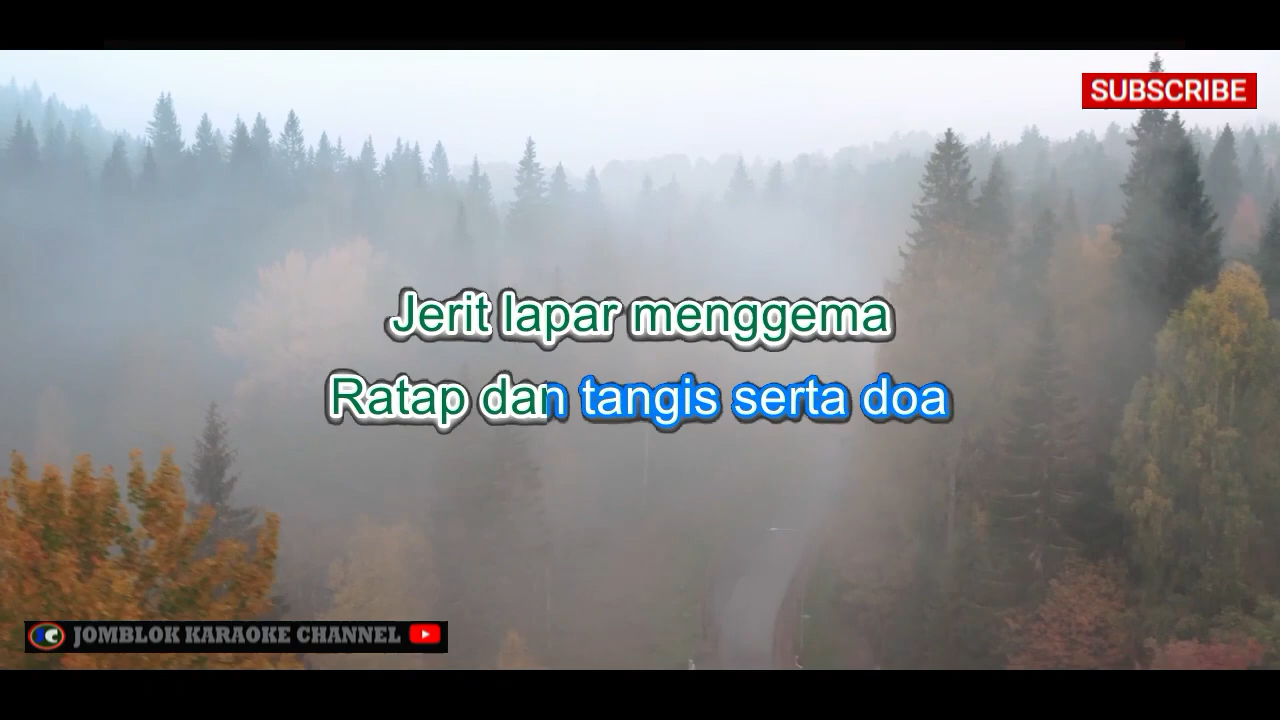 SUBSCRIBE
Jerit lapar menggema
Ratap dan tangis serta doa
JOMBLOK KARAOKE CHANNEL